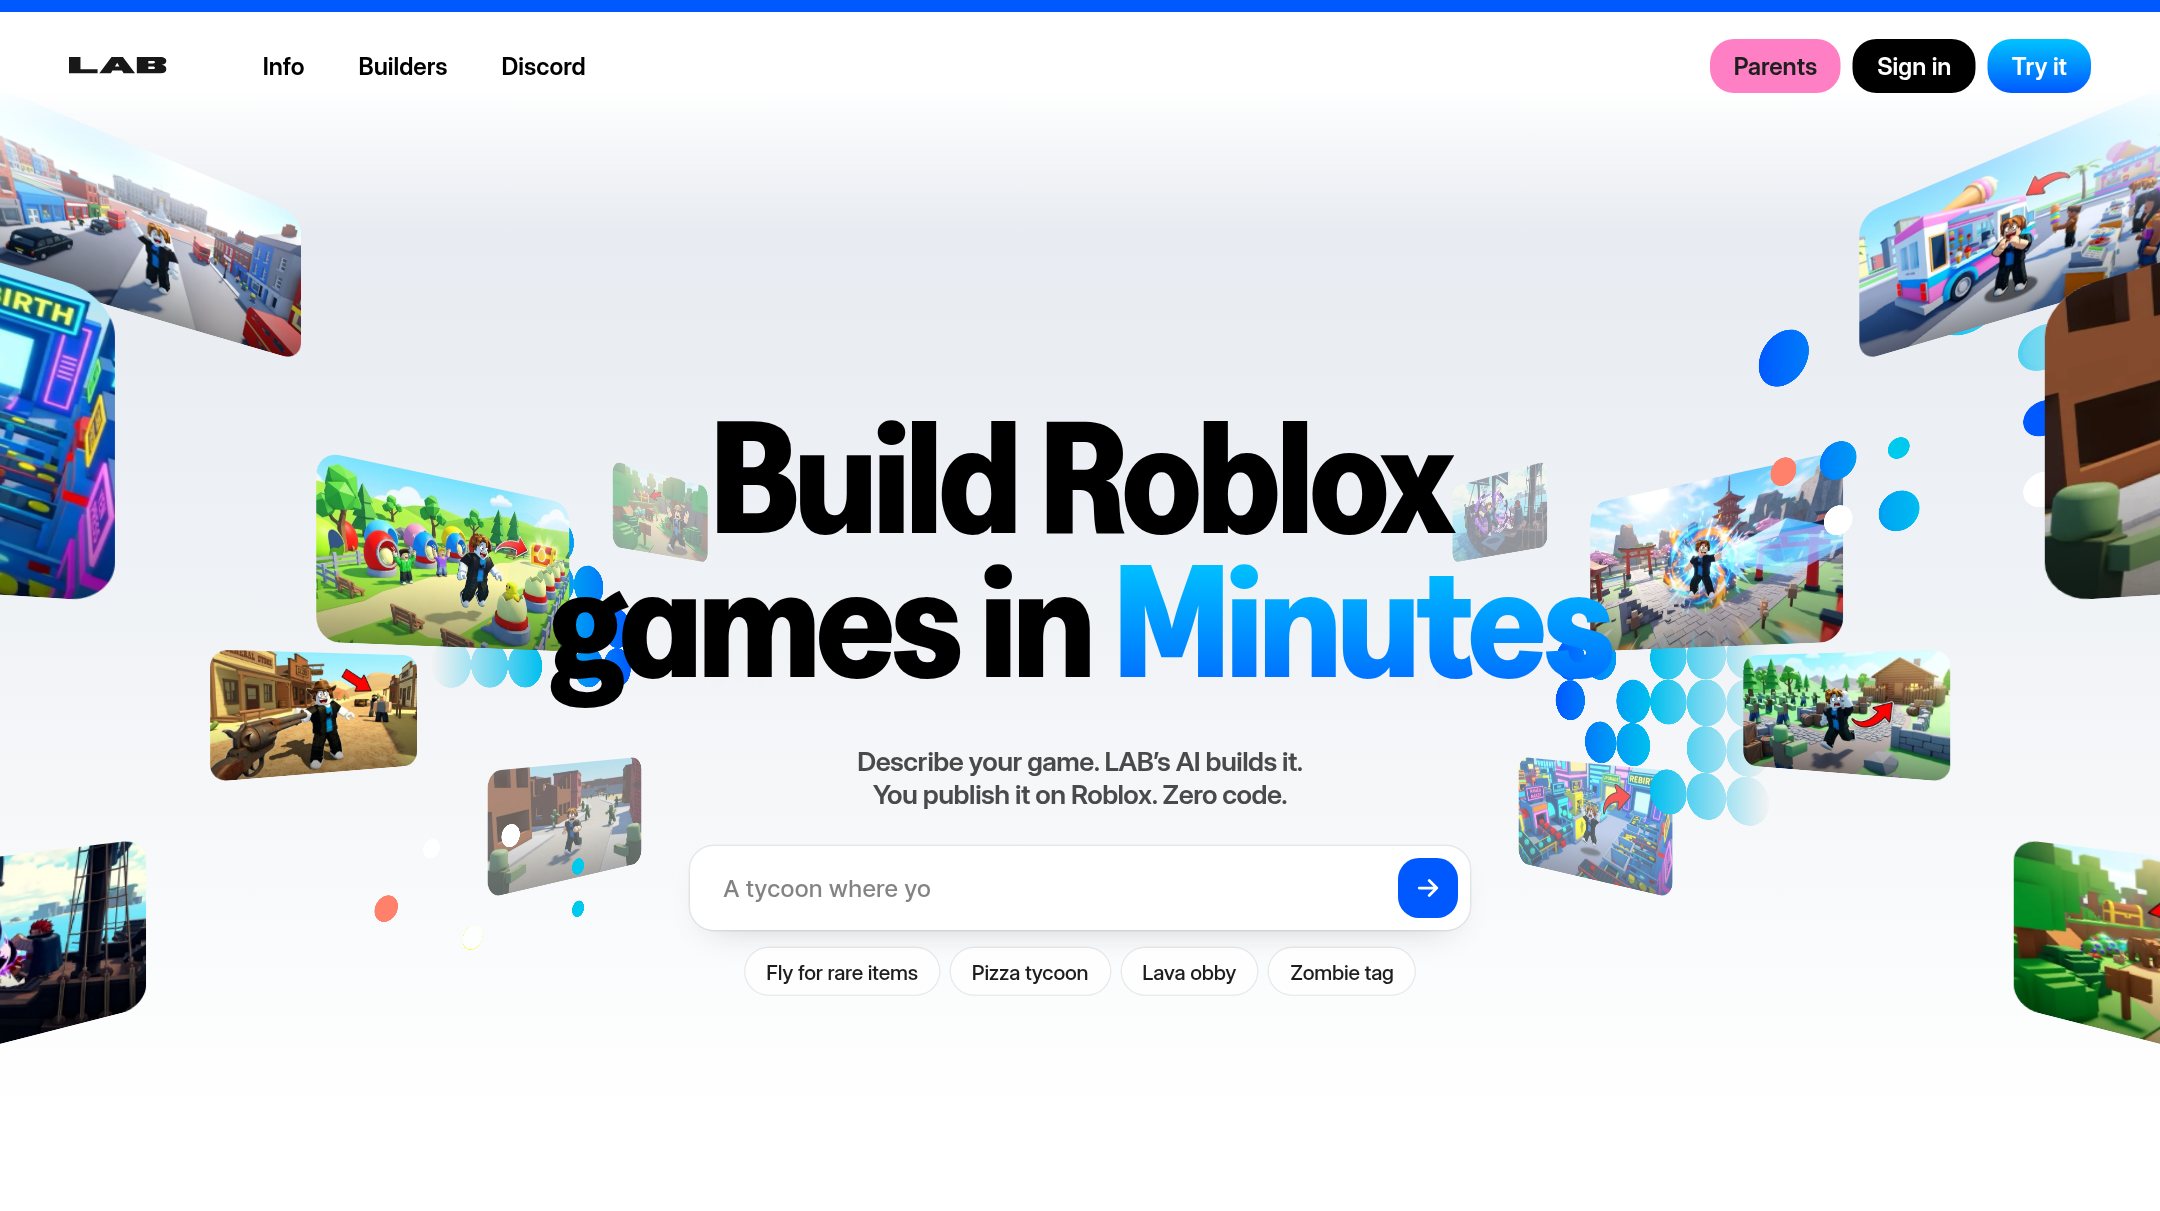 LAB
Info
Builders
Discord
Parents
Sign in
Try it
Build Roblox
games in Minutes
Describe your game. LAB’s AI builds it.
You publish it on Roblox. Zero code.
A tycoon where yo
Fly for rare items
Pizza tycoon
Lava obby
Zombie tag